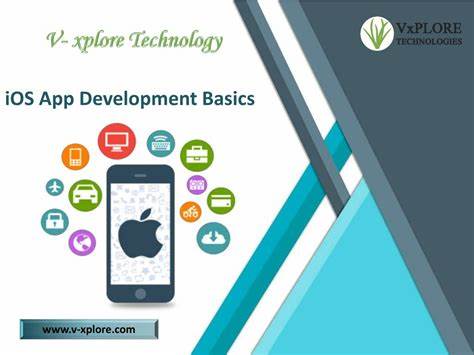 V- xplore Technology
VxPLORE
TECHNOLOGIES
iOS App Development Basics
www.v-xplore.com